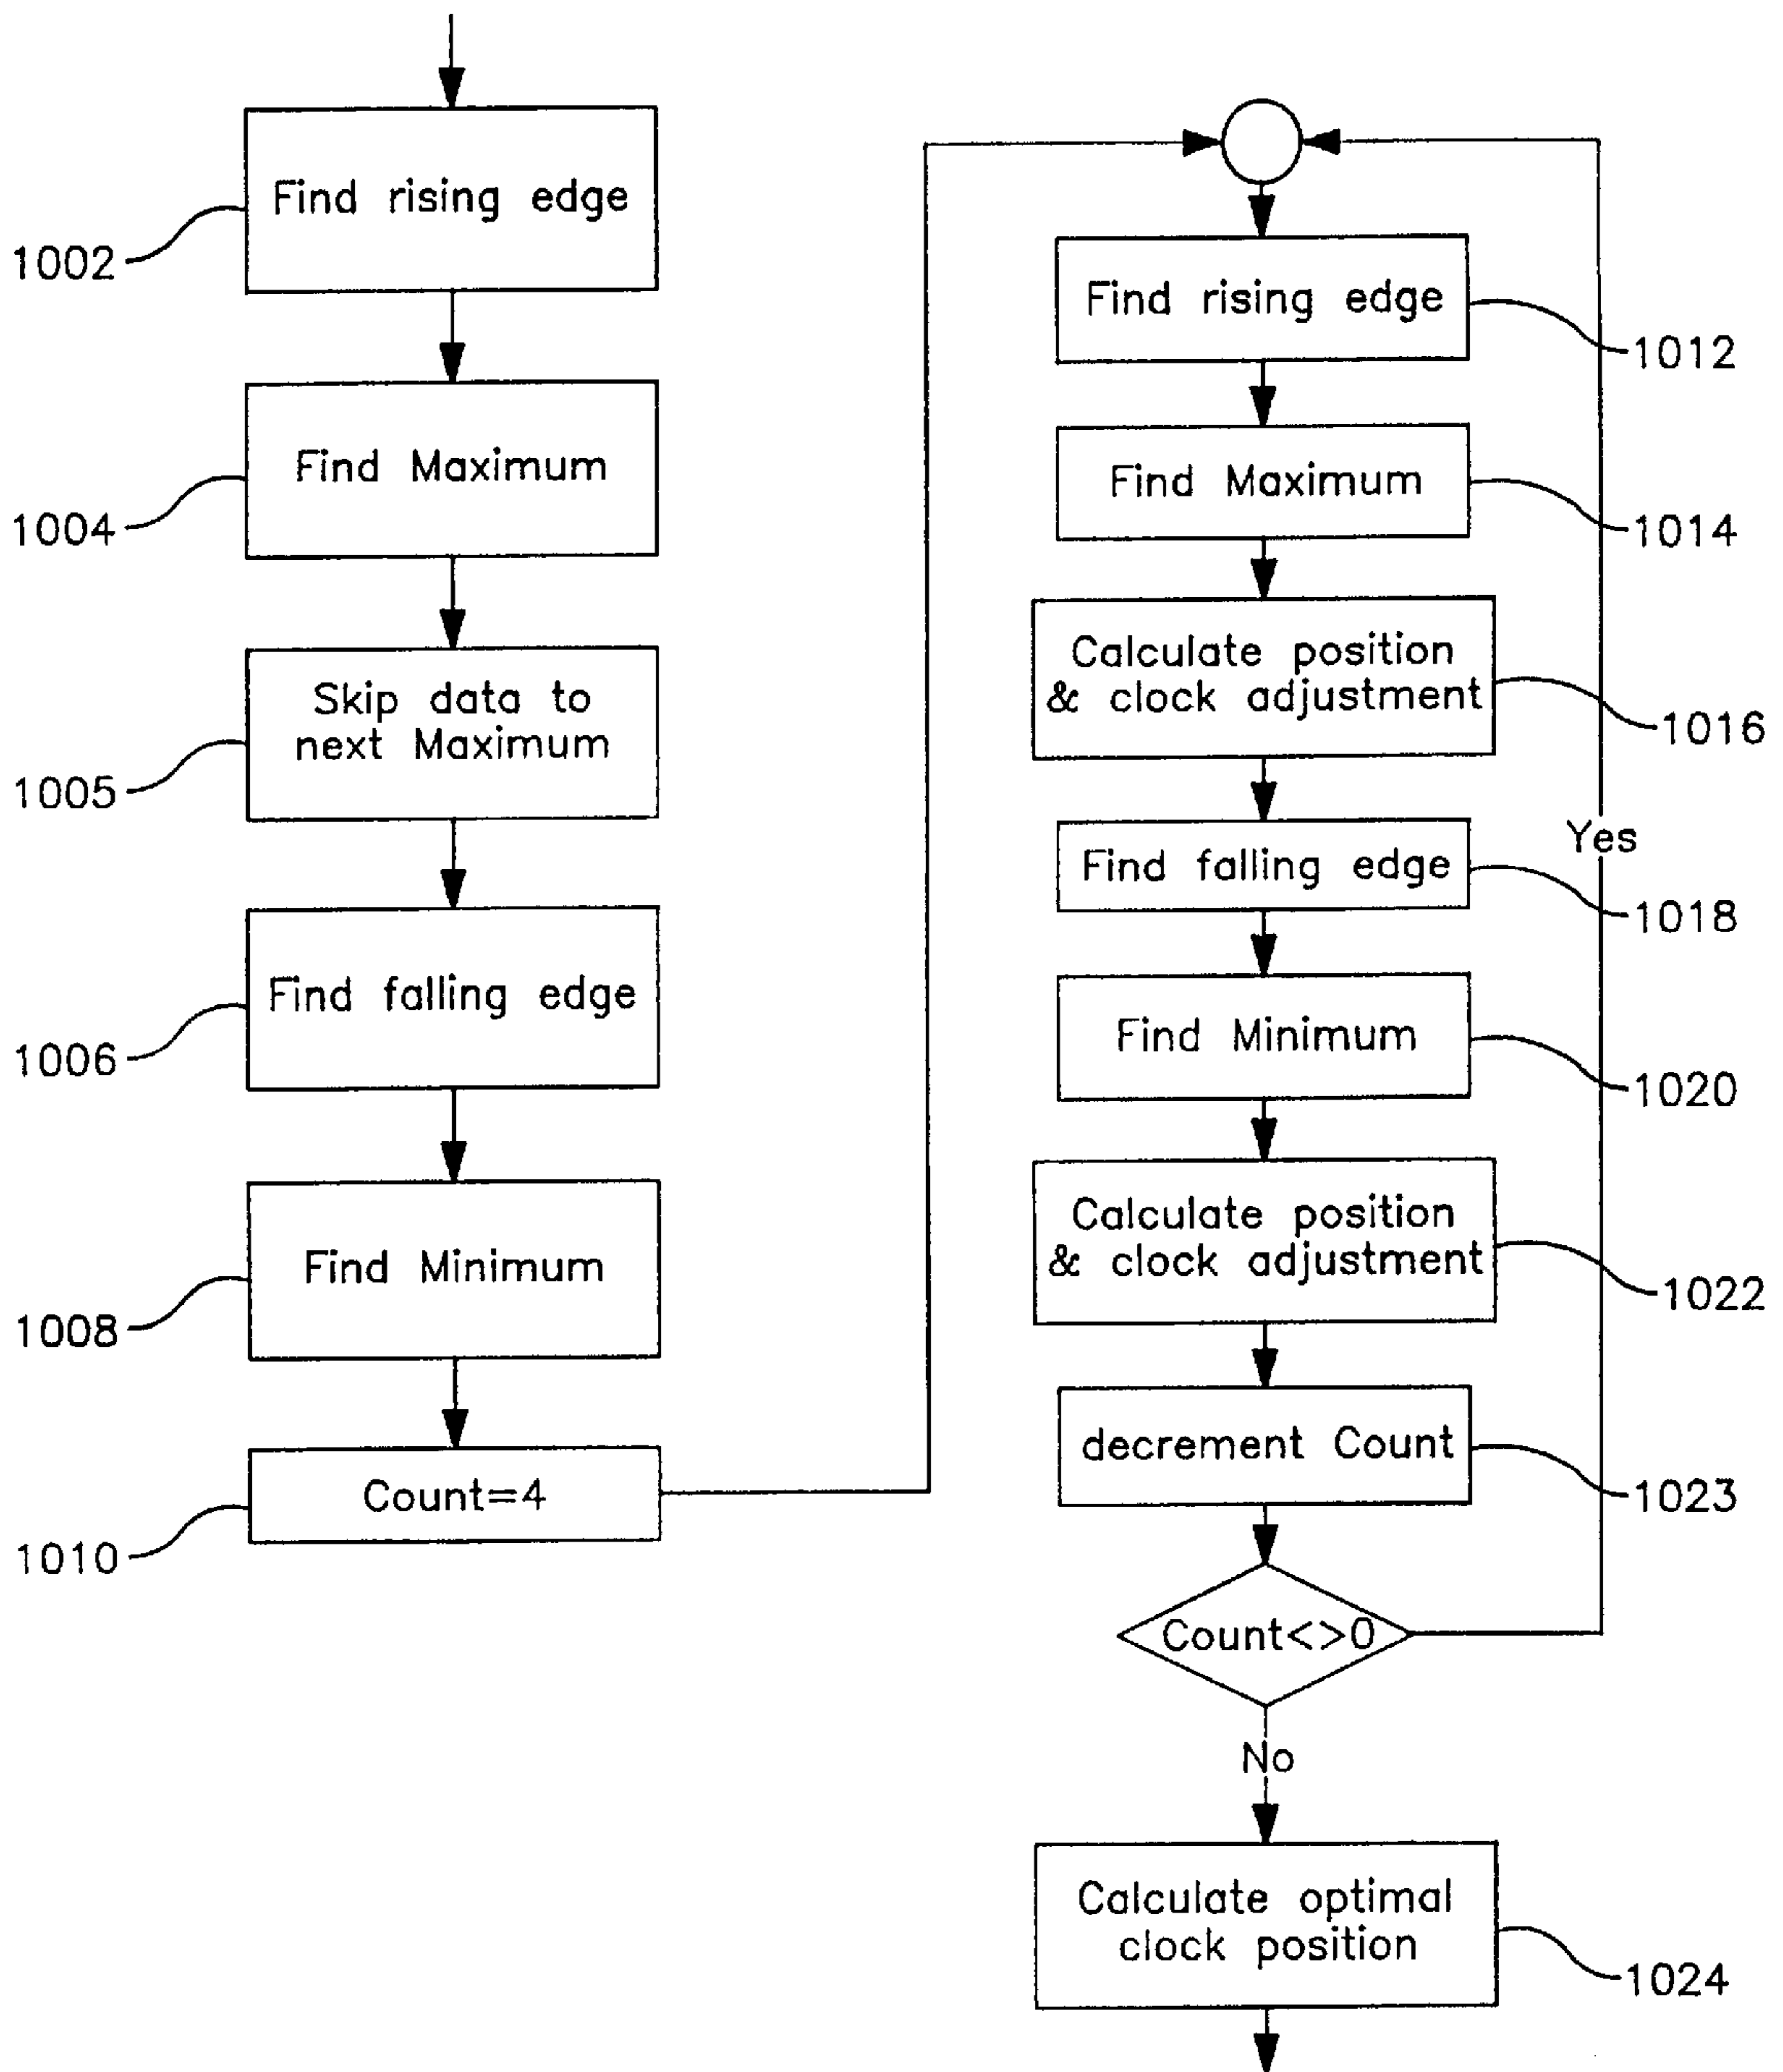 Find rising edge
1002
Find Maximum
1004
Skip data to
next Maximum
1005
Find falling edge
1006
Find Minimum
1008
Count=4
1010
Find rising edge
1012
Find Maximum
1014
Calculate position
& clock adjustment
1016
Yes
Find falling edge
1018
Find Minimum
1020
Calculate position
& clock adjustment
1022
decrement Count
1023
Count<>0
No
Calculate optimal
clock position
1024